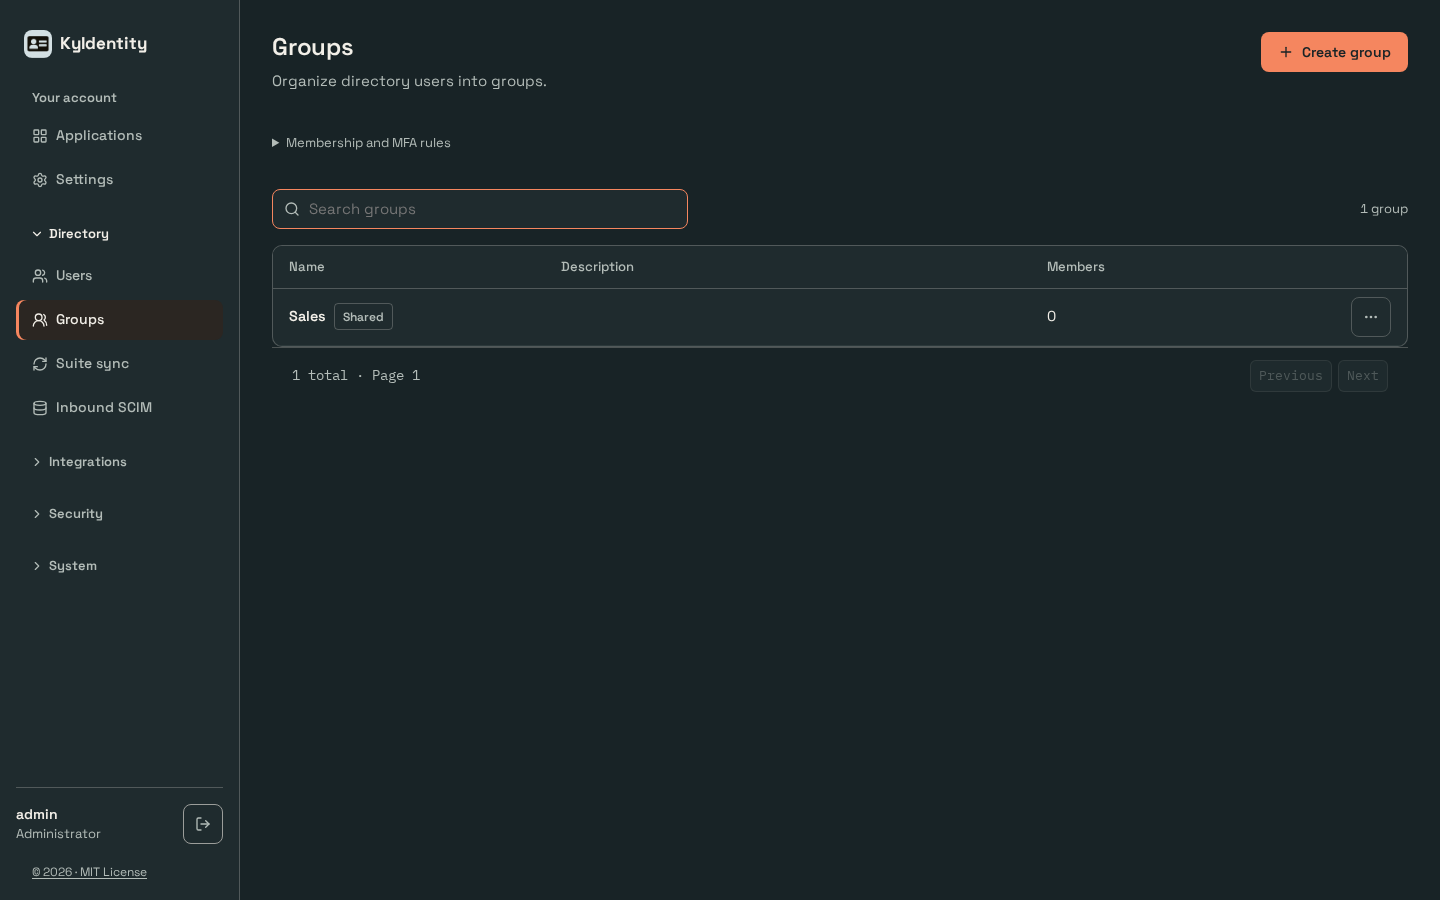 KyIdentity
Your account
Applications
Settings
Directory
Users
Groups
Suite sync
Inbound SCIM
Integrations
Security
System
admin
Administrator
© 2026 · MIT License
Groups
Organize directory users into groups.
Create group
Membership and MFA rules
Search groups
1 group
Name Description Members
Sales Shared 0
1 total · Page 1
Previous Next